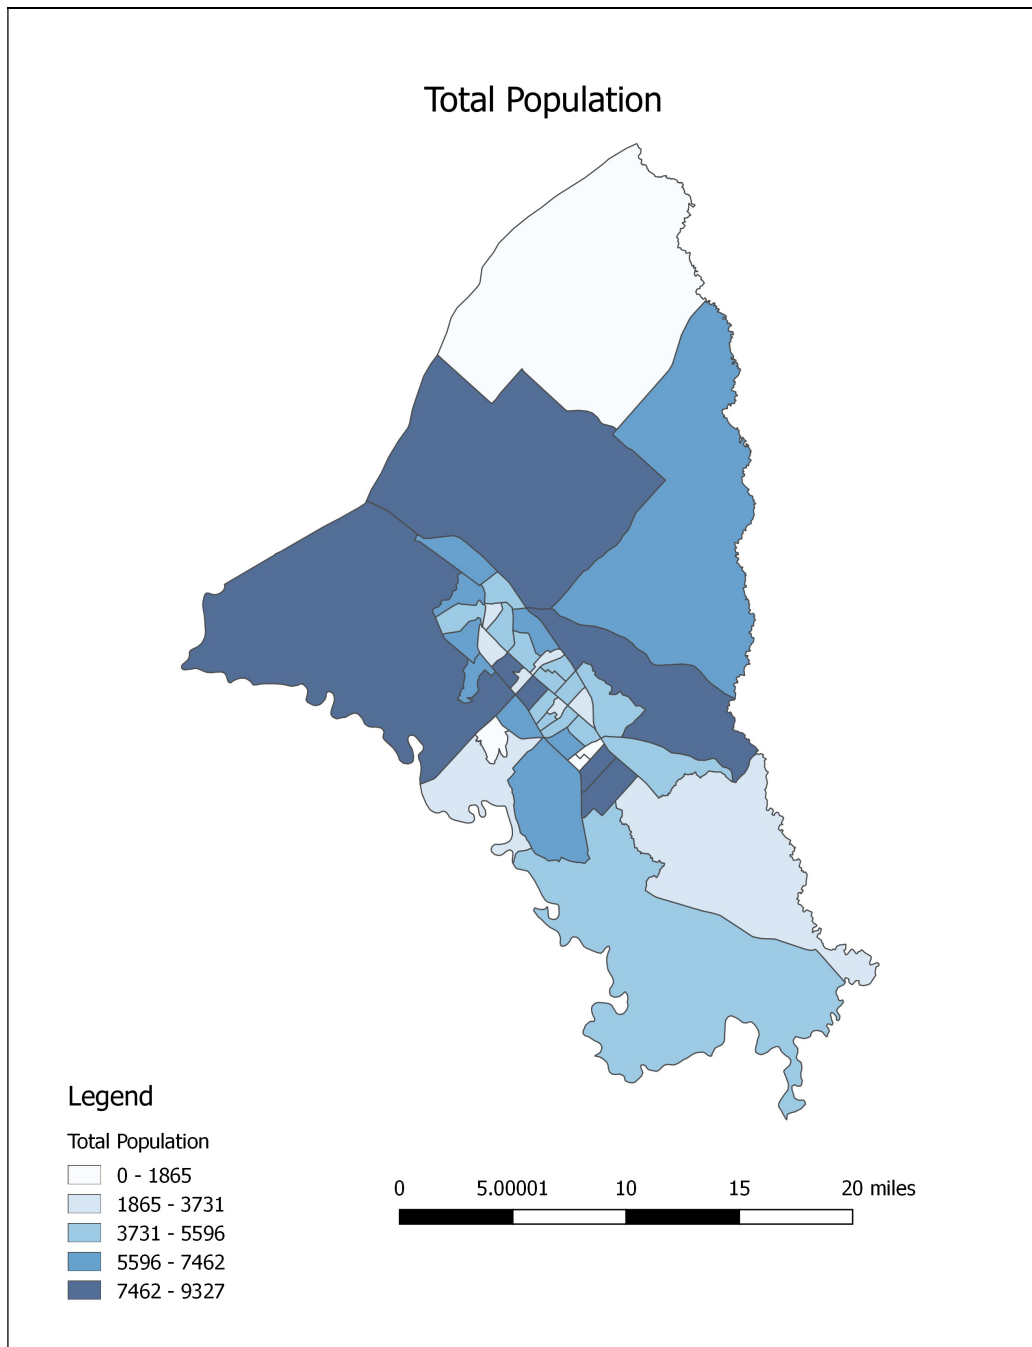 Total Population
Legend
Total Population
0 - 1865
1865 - 3731
3731 - 5596
5596 - 7462
7462 - 9327
0 5.00001 10 15 20 miles